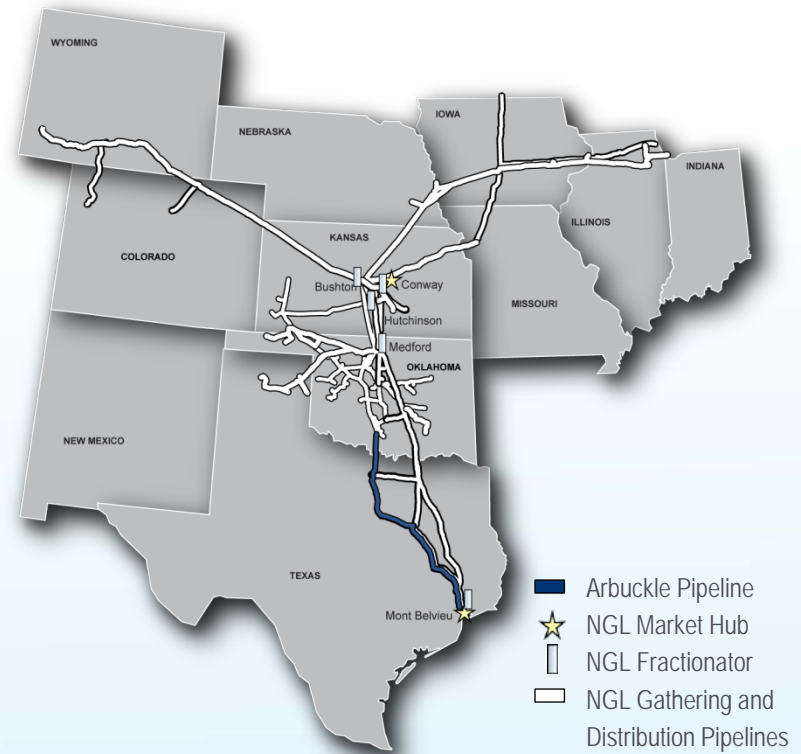 WYOMING
IOWA
NEBRASKA
INDIANA
ILLINOIS
KANSAS
COLORADO
Bushton
Conway
MISSOURI
Hutchinson
Medford
OKLAHOMA
NEW MEXICO
TEXAS
Mont Belvieu
Arbuckle Pipeline
NGL Market Hub
NGL Fractionator
NGL Gathering and
Distribution Pipelines